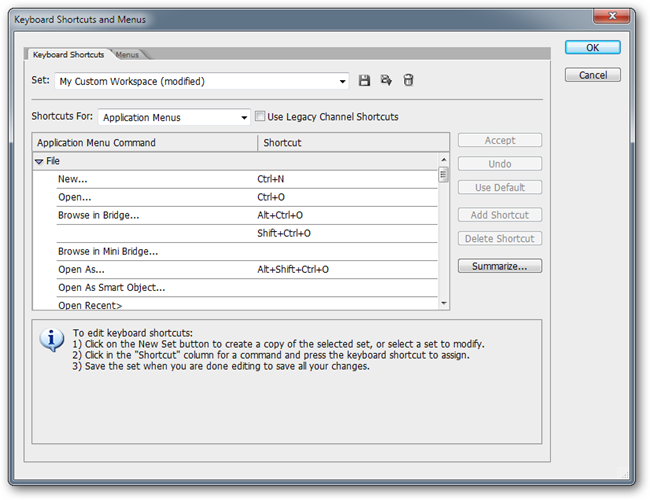 Keyboard Shortcuts and Menus
OK
Cancel
Keyboard Shortcuts Menus
Set: My Custom Workspace (modified)
Shortcuts For: Application Menus Use Legacy Channel Shortcuts
Application Menu Command Shortcut
File
New... Ctrl+N
Open... Ctrl+O
Browse in Bridge... Alt+Ctrl+O
Shift+Ctrl+O
Browse in Mini Bridge...
Open As... Alt+Shift+Ctrl+O
Open As Smart Object...
Open Recent>
Accept
Undo
Use Default
Add Shortcut
Delete Shortcut
Summarize...
To edit keyboard shortcuts:
1) Click on the New Set button to create a copy of the selected set, or select a set to modify.
2) Click in the "Shortcut" column for a command and press the keyboard shortcut to assign.
3) Save the set when you are done editing to save all your changes.